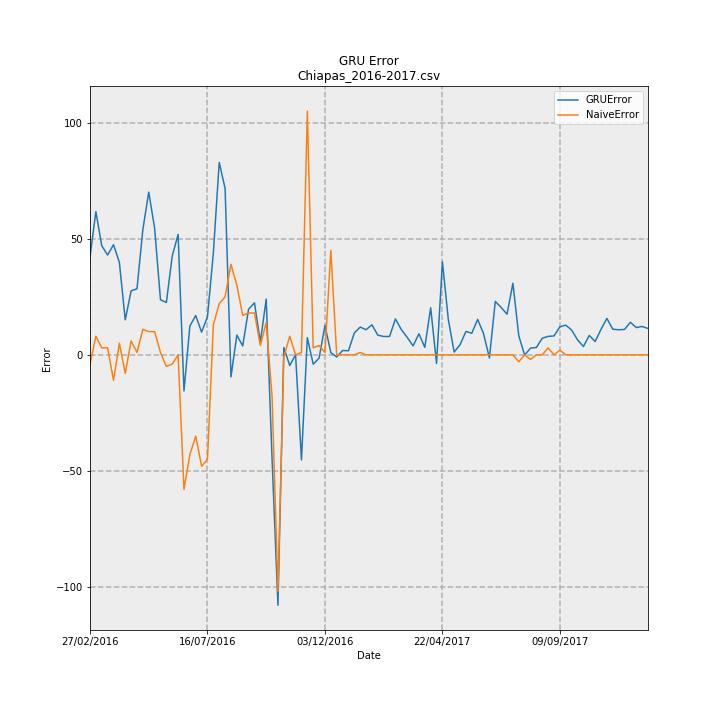 GRU Error
Chiapas_2016-2017.csv
GRUError
NaiveError
100
50
0
−50
−100
Error
27/02/2016
16/07/2016
03/12/2016
22/04/2017
09/09/2017
Date